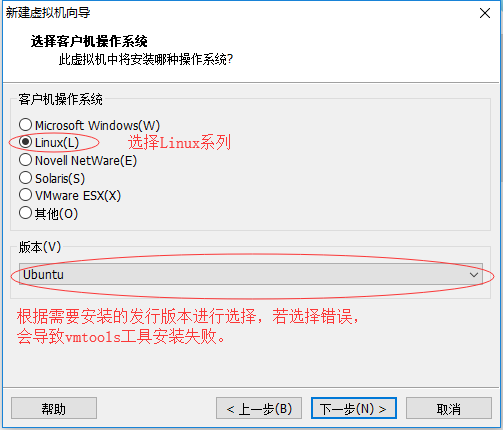 新建虚拟机向导
选择客户机操作系统
此虚拟机中将安装哪种操作系统?
客户机操作系统
Microsoft Windows(W)
Linux(L) 选择Linux系列
Novell NetWare(E)
Solaris(S)
VMware ESX(X)
其他(O)
版本(V)
Ubuntu
根据需要安装的发行版本进行选择，若选择错误，
会导致vmtools工具安装失败。
帮助 < 上一步(B) 下一步(N) > 取消